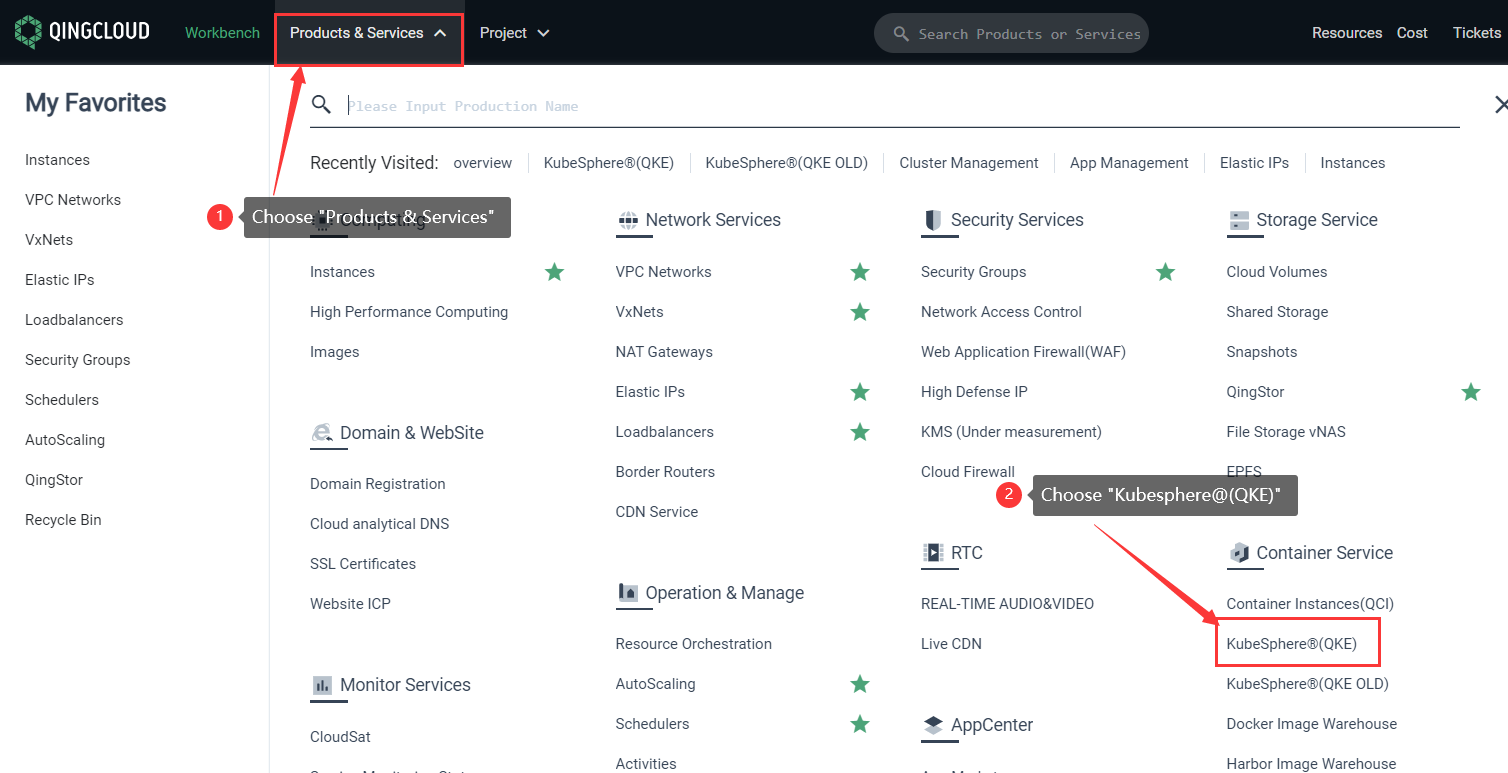 QINGCLOUD
Workbench
Products & Services
Project
Search Products or Services
Resources
Cost
Tickets
My Favorites
Instances
VPC Networks
VxNets
Elastic IPs
Loadbalancers
Security Groups
Schedulers
AutoScaling
QingStor
Recycle Bin
Please Input Production Name
Recently Visited: overview KubeSphere®(QKE) KubeSphere®(QKE OLD) Cluster Management App Management Elastic IPs Instances
1 Choose "Products & Services"
Computing
Instances
High Performance Computing
Images
Domain & WebSite
Domain Registration
Cloud analytical DNS
SSL Certificates
Website ICP
Monitor Services
CloudSat
Network Services
VPC Networks
VxNets
NAT Gateways
Elastic IPs
Loadbalancers
Border Routers
CDN Service
Operation & Manage
Resource Orchestration
AutoScaling
Schedulers
Activities
Security Services
Security Groups
Network Access Control
Web Application Firewall(WAF)
High Defense IP
KMS (Under measurement)
Cloud Firewall
2 Choose "Kubesphere@(QKE)"
RTC
REAL-TIME AUDIO&VIDEO
Live CDN
AppCenter
Storage Service
Cloud Volumes
Shared Storage
Snapshots
QingStor
File Storage vNAS
EPFS
Container Service
Container Instances(QCI)
KubeSphere®(QKE)
KubeSphere®(QKE OLD)
Docker Image Warehouse
Harbor Image Warehouse